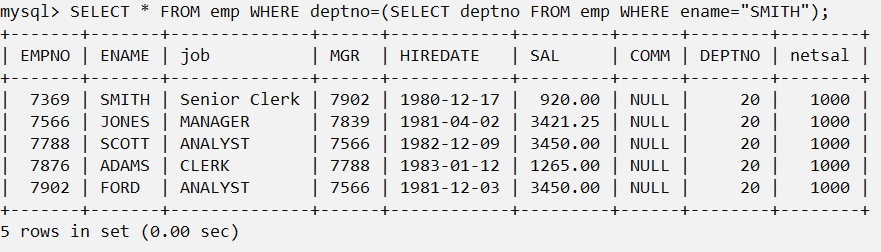 mysql> SELECT * FROM emp WHERE deptno=(SELECT deptno FROM emp WHERE ename="SMITH");
+-------+-------+--------------+------+------------+---------+------+--------+--------+
| EMPNO | ENAME | job          | MGR  | HIREDATE   | SAL     | COMM | DEPTNO | netsal |
+-------+-------+--------------+------+------------+---------+------+--------+--------+
|  7369 | SMITH | Senior Clerk | 7902 | 1980-12-17 |  920.00 | NULL |     20 |   1000 |
|  7566 | JONES | MANAGER      | 7839 | 1981-04-02 | 3421.25 | NULL |     20 |   1000 |
|  7788 | SCOTT | ANALYST      | 7566 | 1982-12-09 | 3450.00 | NULL |     20 |   1000 |
|  7876 | ADAMS | CLERK        | 7788 | 1983-01-12 | 1265.00 | NULL |     20 |   1000 |
|  7902 | FORD  | ANALYST      | 7566 | 1981-12-03 | 3450.00 | NULL |     20 |   1000 |
+-------+-------+--------------+------+------------+---------+------+--------+--------+
5 rows in set (0.00 sec)